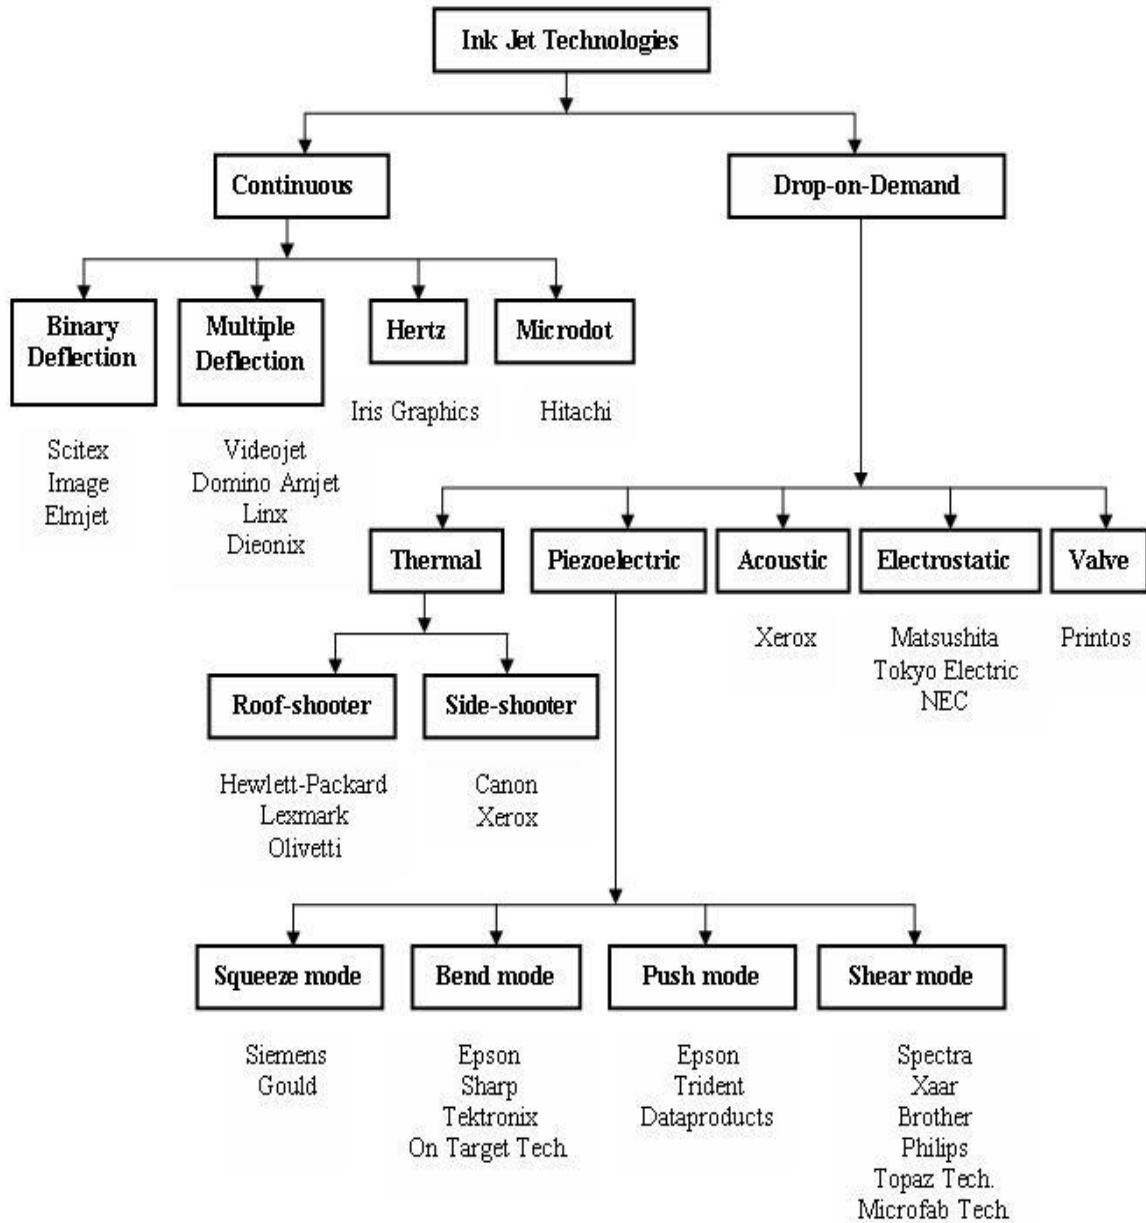 Ink Jet Technologies
Continuous
Drop-on-Demand
Binary
Deflection
Multiple
Deflection
Hertz
Microdot
Scitex
Image
Elmjet
Videojet
Domino Amjet
Linx
Dieonix
Iris Graphics
Hitachi
Thermal
Piezoelectric
Acoustic
Electrostatic
Valve
Xerox
Matsushita
Tokyo Electric
NEC
Printos
Roof-shooter
Side-shooter
Hewlett-Packard
Lexmark
Olivetti
Canon
Xerox
Squeeze mode
Bend mode
Push mode
Shear mode
Siemens
Gould
Epson
Sharp
Tektronix
On Target Tech.
Epson
Trident
Dataproducts
Spectra
Xaar
Brother
Philips
Topaz Tech.
Microfab Tech.